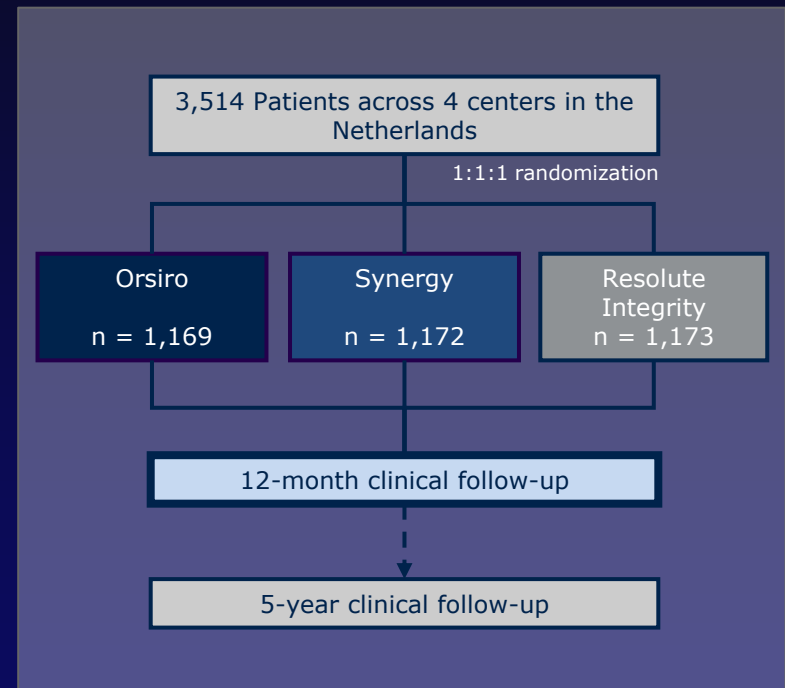 3,514 Patients across 4 centers in the
Netherlands
1:1:1 randomization
Orsiro
n = 1,169
Synergy
n = 1,172
Resolute
Integrity
n = 1,173
12-month clinical follow-up
5-year clinical follow-up